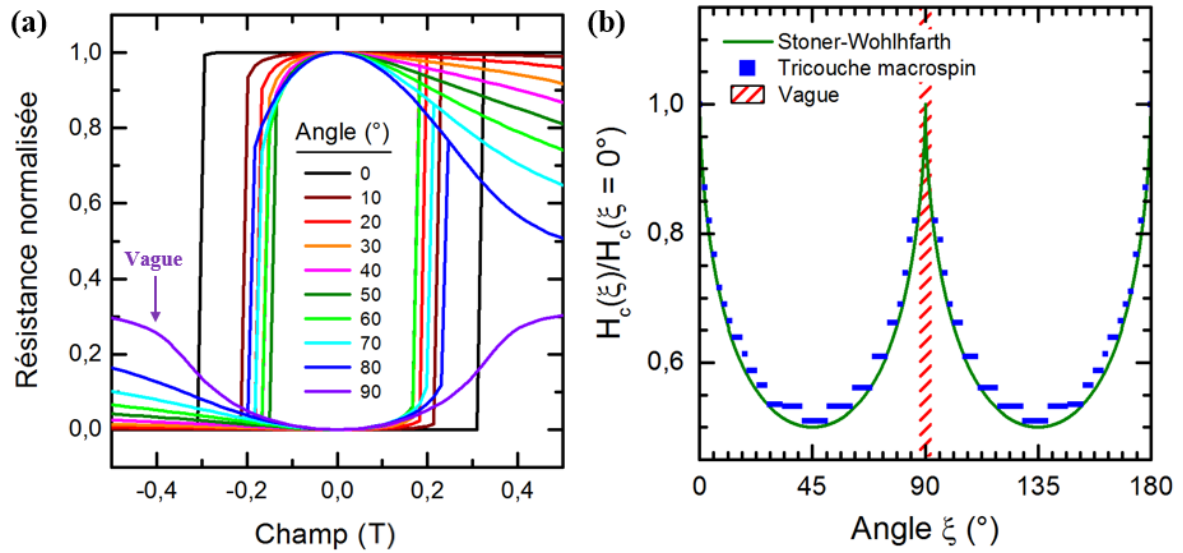 (a)
Résistance normalisée
1,0
0,8
0,6
0,4
0,2
0,0
Vague
Angle (°)
0
10
20
30
40
50
60
70
80
90
-0,4
-0,2
0,0
0,2
0,4
Champ (T)
(b)
H_c(ξ)/H_c(ξ = 0°)
Stoner-Wohlhfarth
Tricouche macrospin
Vague
1,0
0,8
0,6
0
45
90
135
180
Angle ξ (°)